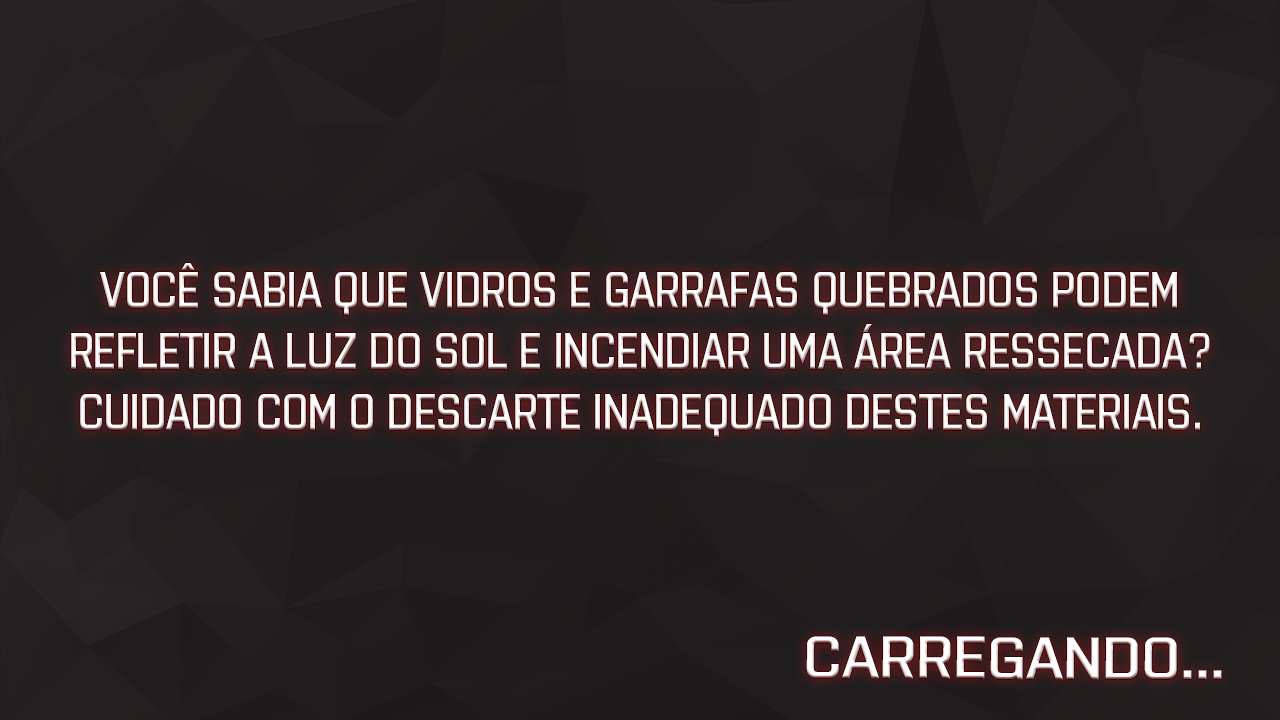 VOCÊ SABIA QUE VIDROS E GARRAFAS QUEBRADOS PODEM
REFLETIR A LUZ DO SOL E INCENDIAR UMA ÁREA RESSECADA?
CUIDADO COM O DESCARTE INADEQUADO DESTES MATERIAIS.
CARREGANDO...